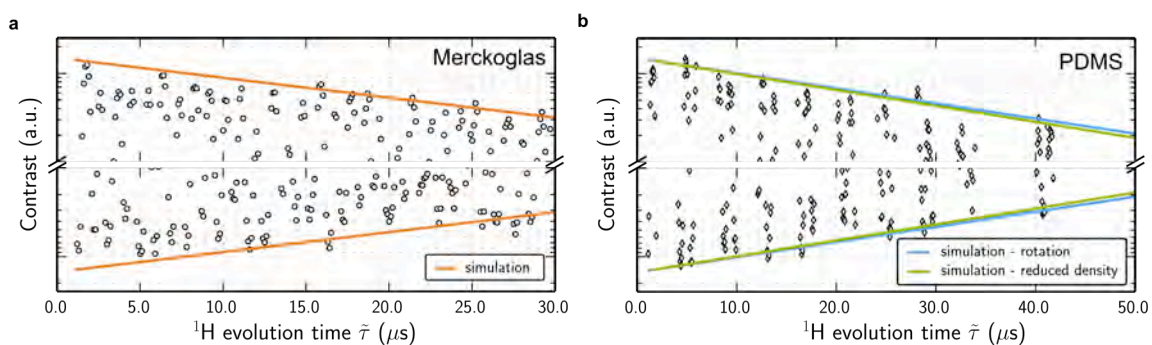 a
b
Merckoglas
PDMS
Contrast (a.u.)
Contrast (a.u.)
simulation
simulation - rotation
simulation - reduced density
0.0 5.0 10.0 15.0 20.0 25.0 30.0
0.0 10.0 20.0 30.0 40.0 50.0
¹H evolution time τ̃ (μs)
¹H evolution time τ̃ (μs)